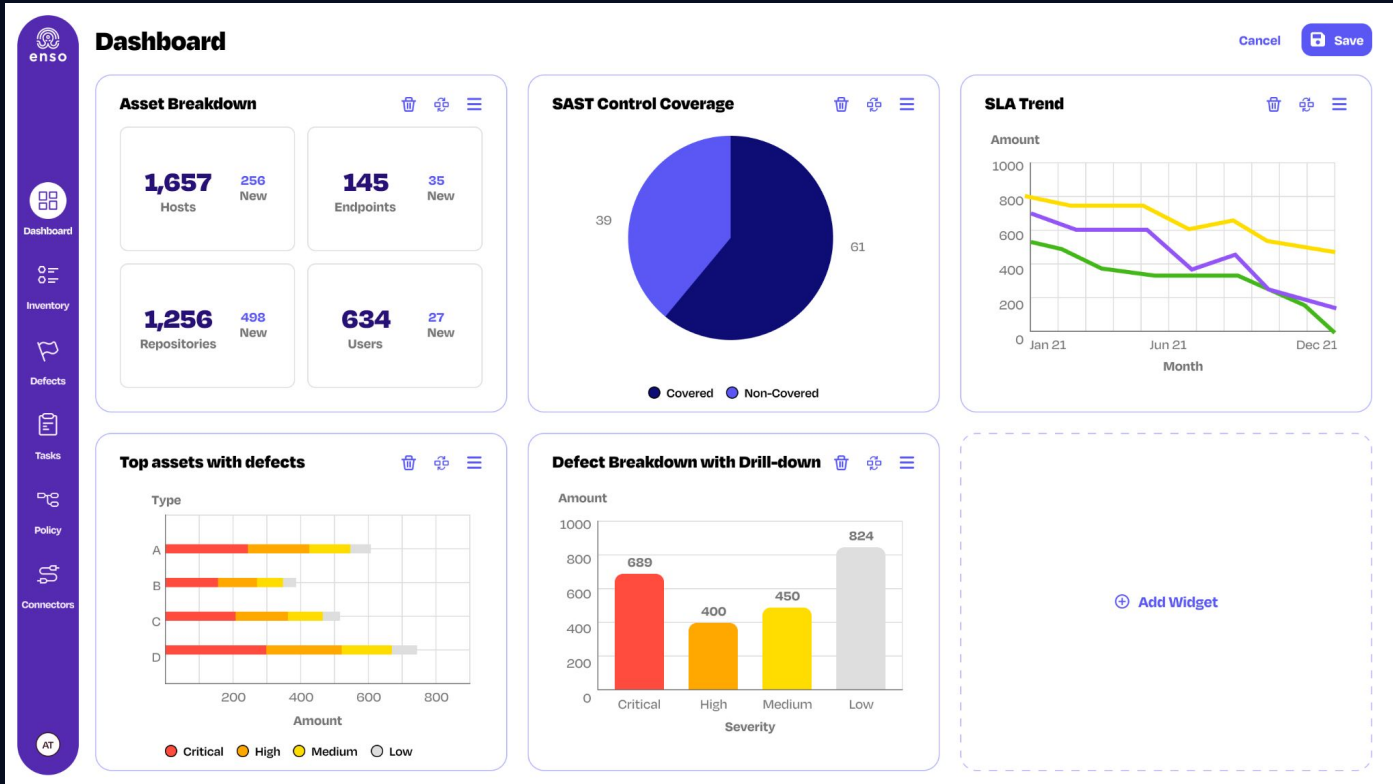 enso
Dashboard
Cancel
Save
Dashboard
Inventory
Defects
Tasks
Policy
Connectors
AT
Asset Breakdown
1,657
Hosts
256
New
145
Endpoints
35
New
1,256
Repositories
498
New
634
Users
27
New
SAST Control Coverage
39
61
Covered
Non-Covered
SLA Trend
Amount
1000
800
600
400
200
0
Jan 21
Jun 21
Dec 21
Month
Top assets with defects
Type
A
B
C
D
200
400
600
800
Amount
Critical
High
Medium
Low
Defect Breakdown with Drill-down
Amount
1000
800
600
400
200
0
689
400
450
824
Critical
High
Medium
Low
Severity
Add Widget